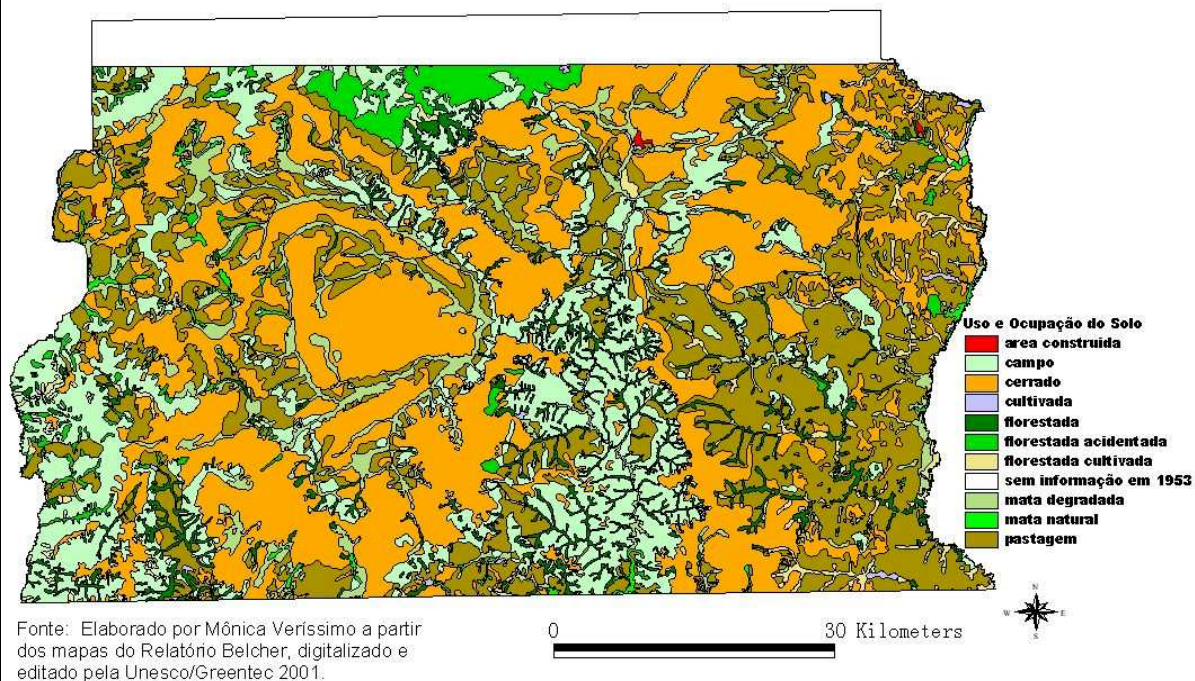 Uso e Ocupação do Solo
area construida
campo
cerrado
cultivada
florestada
florestada acidentada
florestada cultivada
sem informação em 1953
mata degradada
mata natural
pastagem
N
W E
S
Fonte: Elaborado por Mônica Veríssimo a partir
dos mapas do Relatório Belcher, digitalizado e
editado pela Unesco/Greentec 2001.
0 30 Kilometers